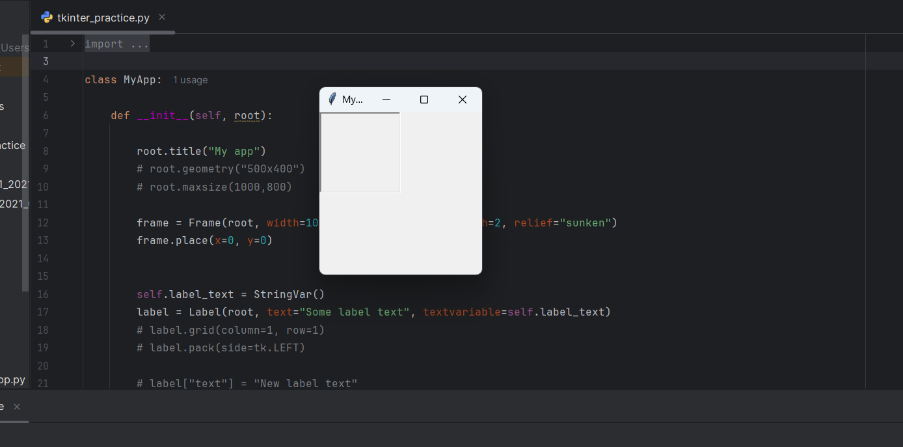 tkinter_practice.py
Users
1 import ...
3
4 class MyApp: 1 usage
5
6 def __init__(self, root):
7
8 root.title("My app")
9 # root.geometry("500x400")
10 # root.maxsize(1000,800)
11
12 frame = Frame(root, width=10 h=2, relief="sunken")
13 frame.place(x=0, y=0)
14
15
16 self.label_text = StringVar()
17 label = Label(root, text="Some label text", textvariable=self.label_text)
18 # label.grid(column=1, row=1)
19 # label.pack(side=tk.LEFT)
20
21 # label["text"] = "New label text"
My...
s
actice
1_202
2021_
op.py
e